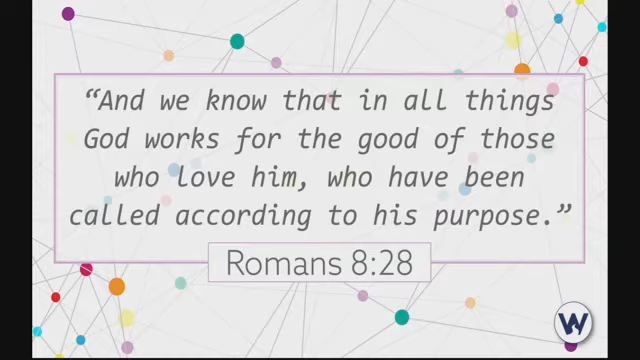 “And we know that in all things
God works for the good of those
who love him, who have been
called according to his purpose.”
Romans 8:28
W